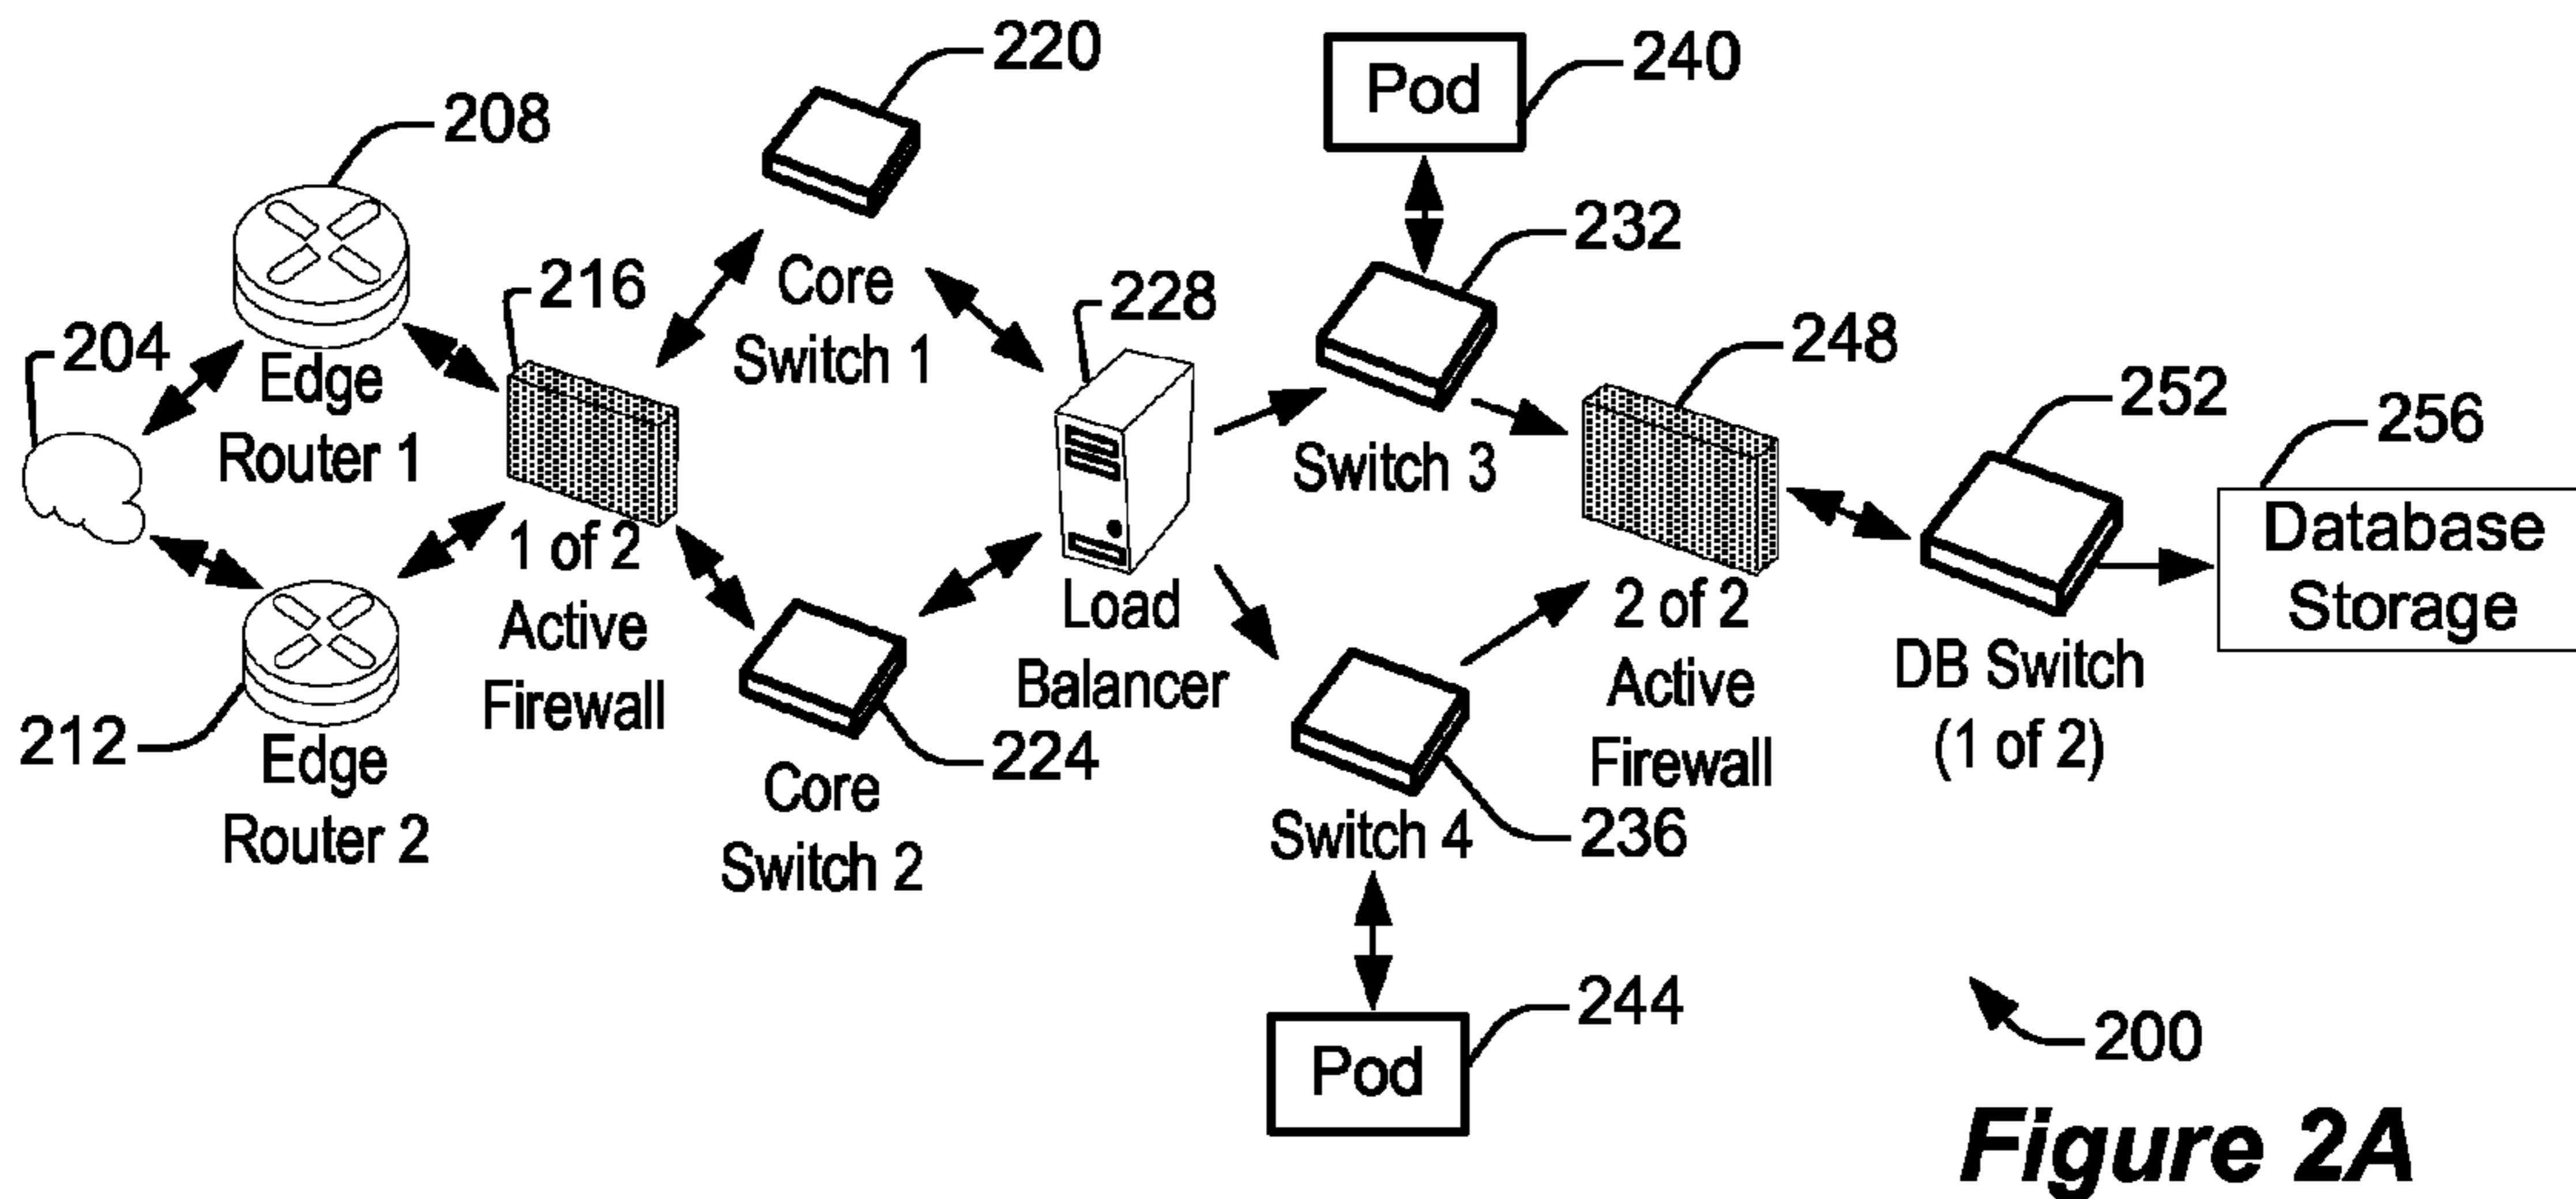 220
208
Pod
240
216
Core
Switch 1
228
232
204
Edge
Router 1
Switch 3
248
252
256
Database
Storage
1 of 2
Active
Firewall
Load
Balancer
2 of 2
Active
Firewall
DB Switch
(1 of 2)
212
Edge
Router 2
Core
Switch 2
224
Switch 4
236
Pod
244
200
Figure 2A